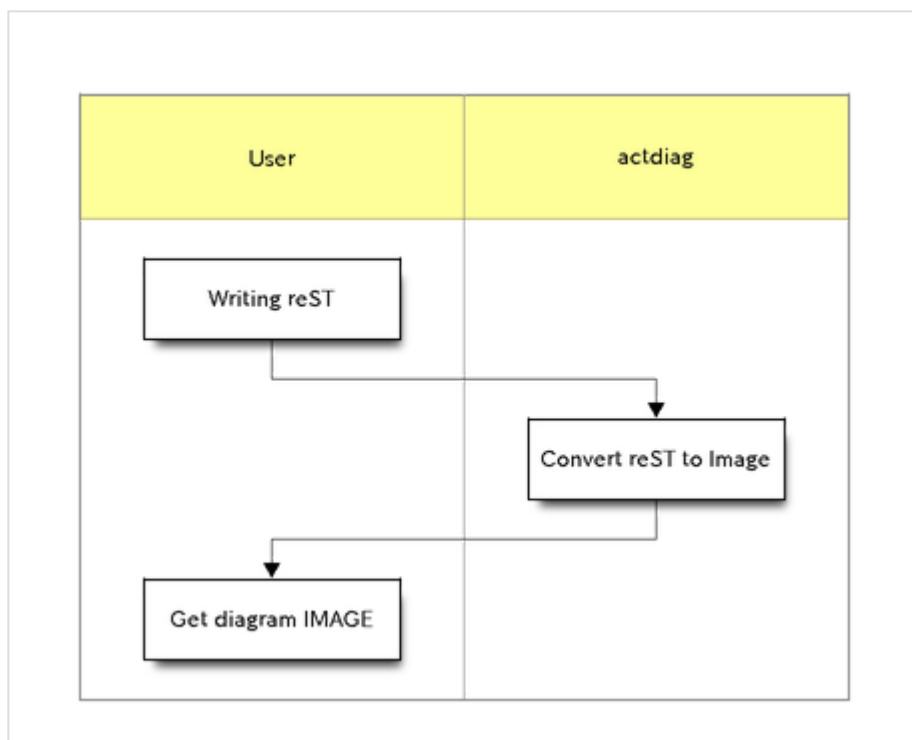 User
actdiag
Writing reST
Convert reST to Image
Get diagram IMAGE